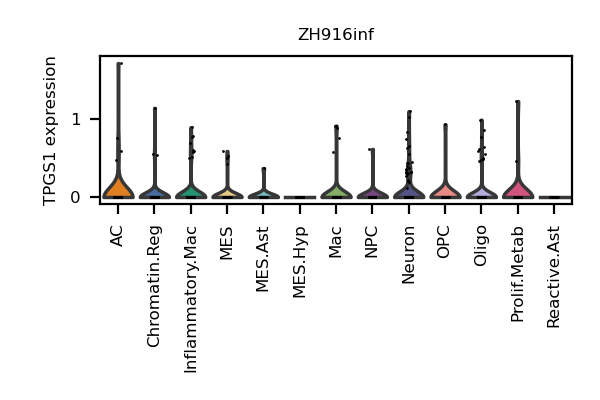 ZH916inf
TPGS1 expression
1
0
AC
Chromatin.Reg
Inflammatory.Mac
MES
MES.Ast
MES.Hyp
Mac
NPC
Neuron
OPC
Oligo
Prolif.Metab
Reactive.Ast